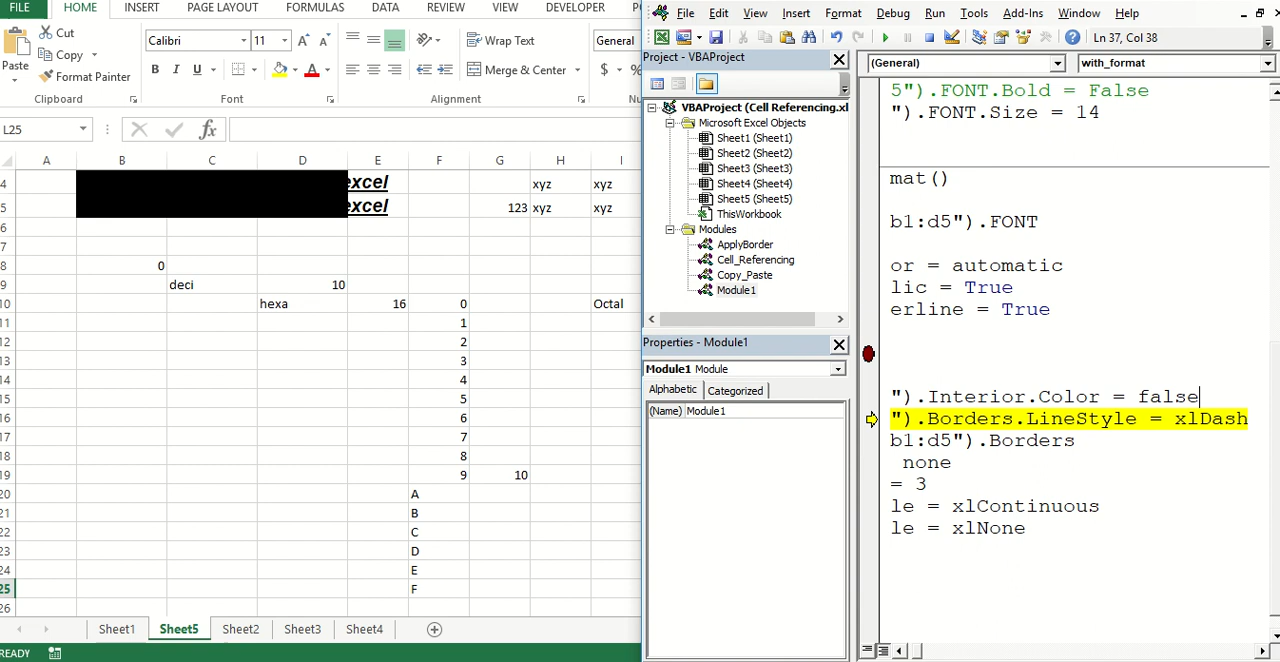 FILE HOME INSERT PAGE LAYOUT FORMULAS DATA REVIEW VIEW DEVELOPER
Cut
Copy
Format Painter
Paste
Clipboard
Calibri 11
B I U
Font
Wrap Text
Merge & Center
Alignment
General
$ %
L25
fx
A B C D E F G H I
4 excel xyz xyz
5 excel 123 xyz xyz
6
7
8 0
9 deci 10
10 hexa 16 0 Octal
11 1
12 2
13 3
14 4
15 5
16 6
17 7
18 8
19 9 10
20 A
21 B
22 C
23 D
24 E
25 F
26
Sheet1 Sheet5 Sheet2 Sheet3 Sheet4
READY
File Edit View Insert Format Debug Run Tools Add-Ins Window Help
Ln 37, Col 38
Project - VBAProject
VBAProject (Cell Referencing.xl
Microsoft Excel Objects
Sheet1 (Sheet1)
Sheet2 (Sheet2)
Sheet3 (Sheet3)
Sheet4 (Sheet4)
Sheet5 (Sheet5)
ThisWorkbook
Modules
ApplyBorder
Cell_Referencing
Copy_Paste
Module1
Properties - Module1
Module1 Module
Alphabetic Categorized
(Name) Module1
(General) with_format
5").FONT.Bold = False
").FONT.Size = 14
mat()
b1:d5").FONT
or = automatic
lic = True
erline = True
").Interior.Color = false
").Borders.LineStyle = xlDash
b1:d5").Borders
none
= 3
le = xlContinuous
le = xlNone